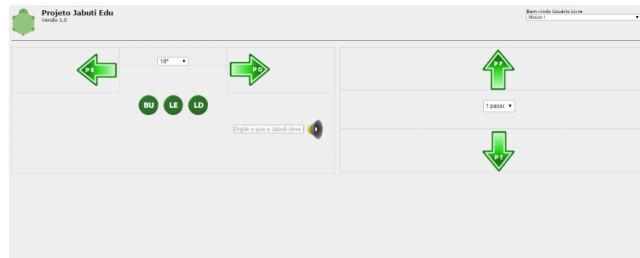 Projeto Jabuti Edu
Versão 1.0
Bem vindo Usuário Livre
Módulo I
PE
10°
PD
PF
BU LE LD
1 passo
Digite o que a Jabuti deve
PT